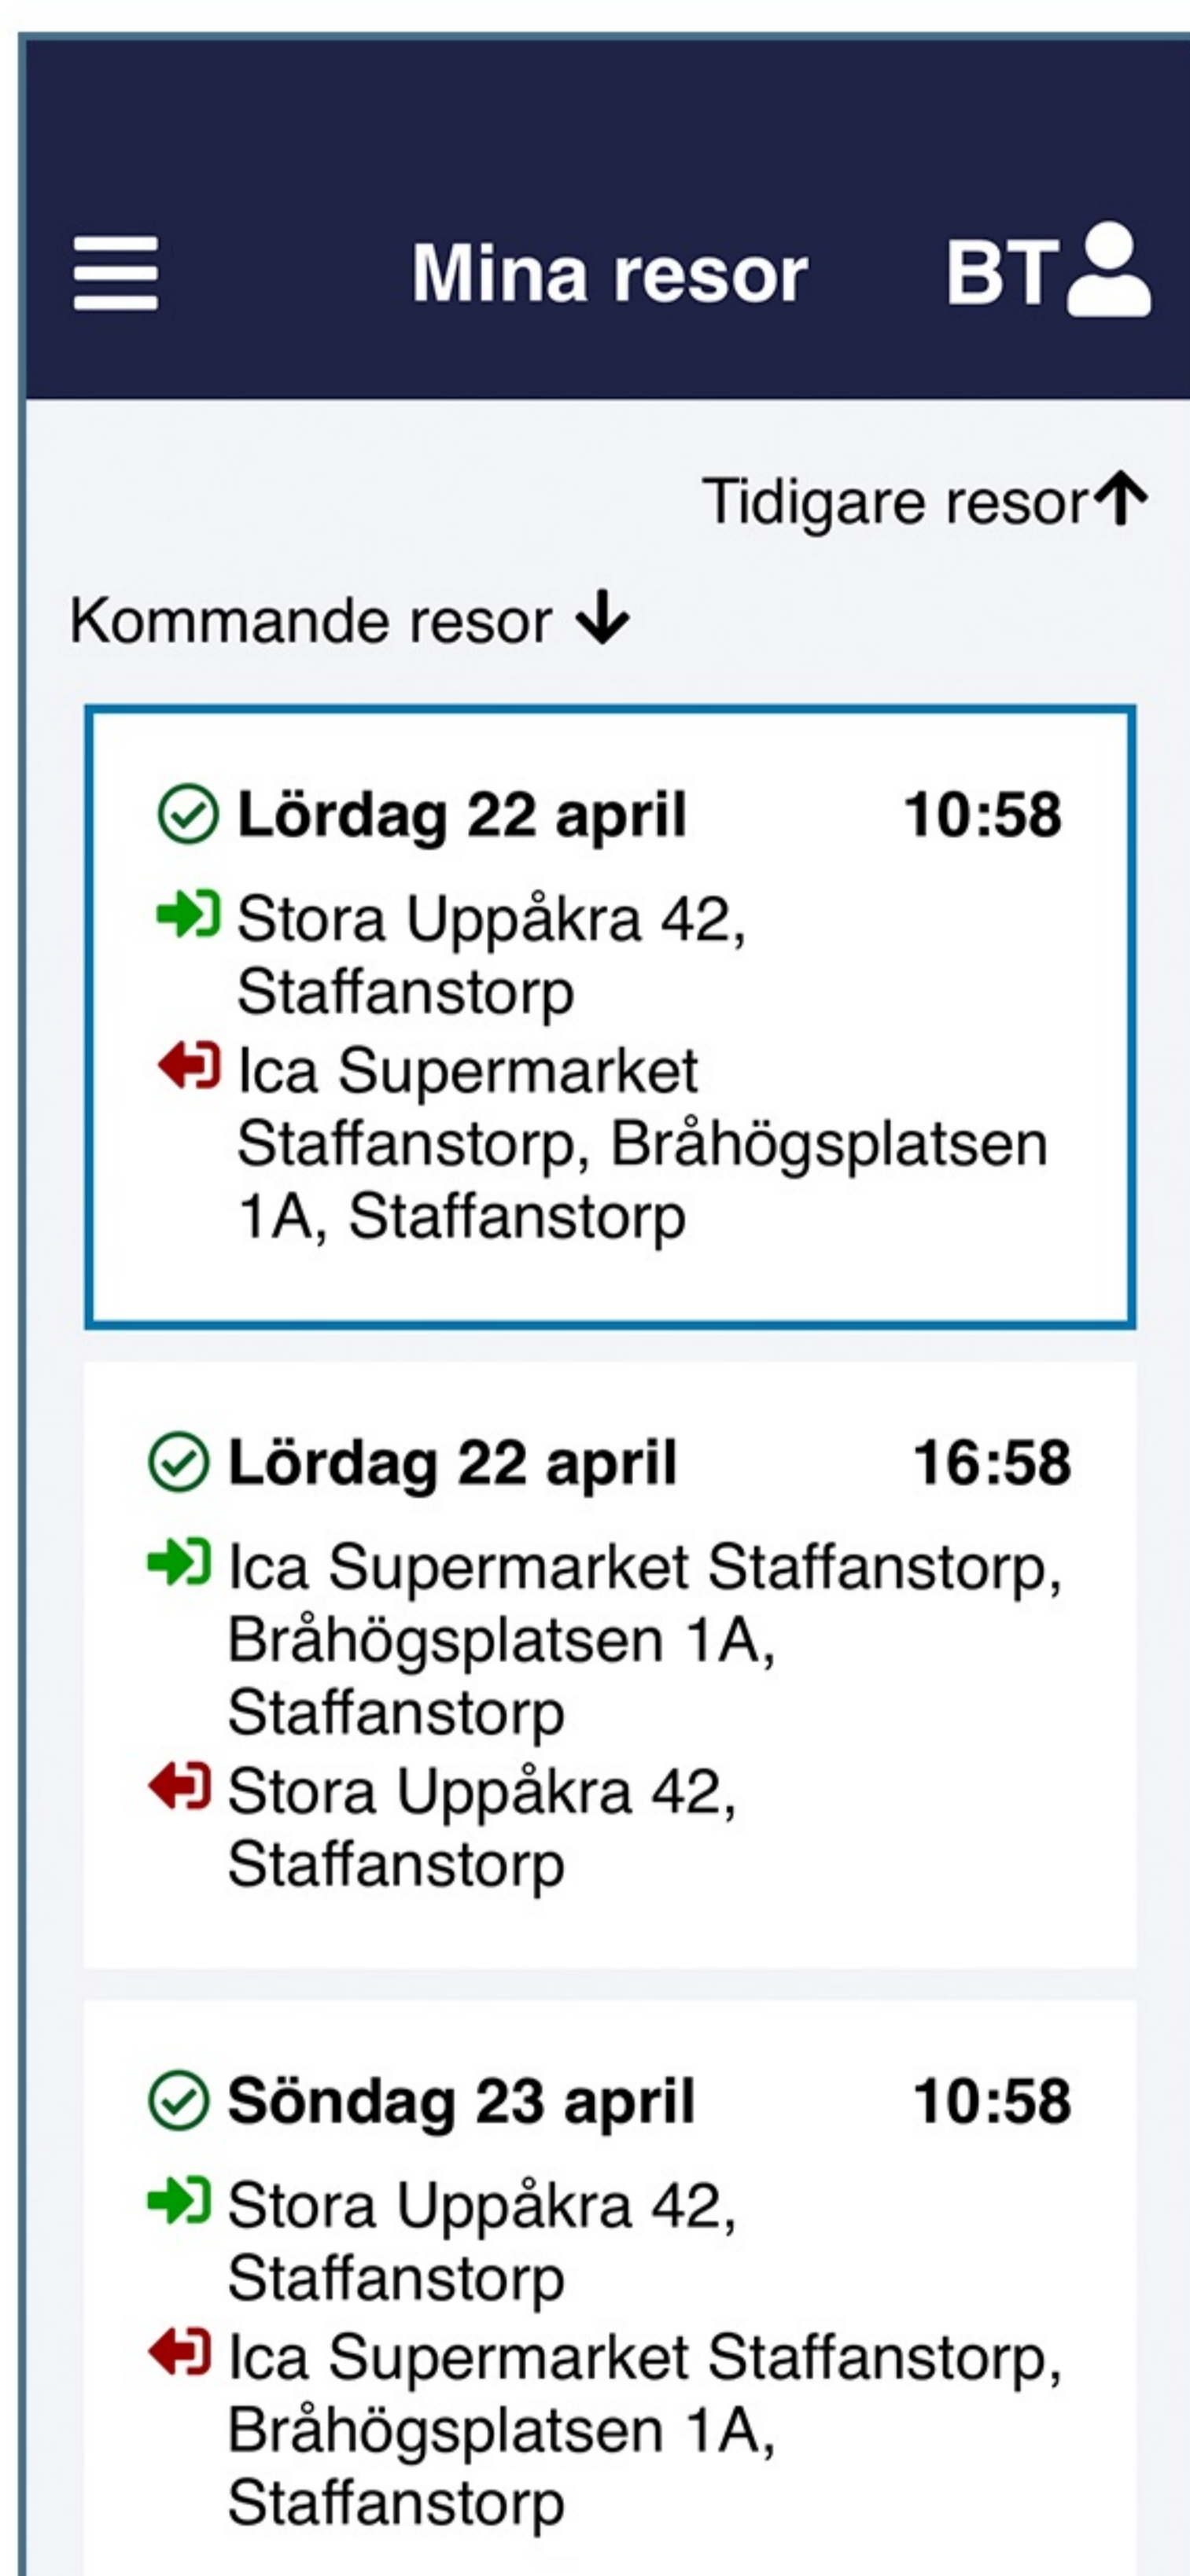 Mina resor BT
Tidigare resor
Kommande resor
Lördag 22 april 10:58
Stora Uppåkra 42,
Staffanstorp
Ica Supermarket
Staffanstorp, Bråhögsplatsen
1A, Staffanstorp
Lördag 22 april 16:58
Ica Supermarket Staffanstorp,
Bråhögsplatsen 1A,
Staffanstorp
Stora Uppåkra 42,
Staffanstorp
Söndag 23 april 10:58
Stora Uppåkra 42,
Staffanstorp
Ica Supermarket Staffanstorp,
Bråhögsplatsen 1A,
Staffanstorp